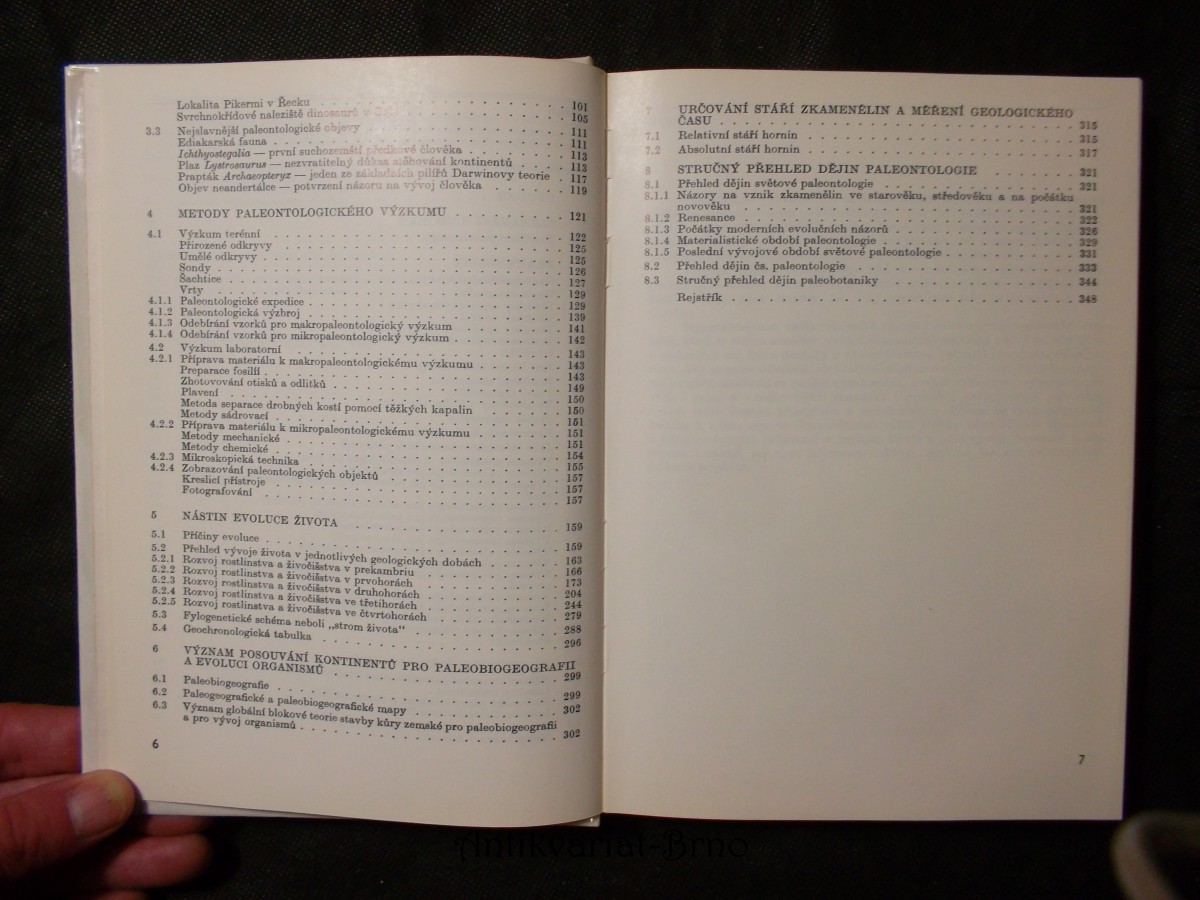 Lokalita Pikermi v Řecku . . . 101
Svrchnokřídové naleziště dinosaurů v . . . 105
3.3 Nejslavnější paleontologické objevy . . . 111
Ediakarská fauna . . . 111
Ichthyostegalia — první suchozemští předkové člověka . . . 113
Plaz Lystrosaurus — nezvratitelný důkaz stěhování kontinentů . . . 113
Prapták Archaeopteryx — jeden ze základních pilířů Darwinovy teorie . 117
Objev neandertálce — potvrzení názoru na vývoj člověka . . . 119
4 METODY PALEONTOLOGICKÉHO VÝZKUMU . . . 121
4.1 Výzkum terénní . . . 122
Přirozené odkryvy . . . 125
Umělé odkryvy . . . 125
Sondy . . . 126
Šachtice . . . 127
Vrty . . . 129
4.1.1 Paleontologické expedice . . . 129
4.1.2 Paleontologická výzbroj . . . 139
4.1.3 Odebírání vzorků pro makropaleontologický výzkum . . . 141
4.1.4 Odebírání vzorků pro mikropaleontologický výzkum . . . 142
4.2 Výzkum laboratorní . . . 143
4.2.1 Příprava materiálu k makropaleontologickému výzkumu . . . 143
Preparace fosilií . . . 143
Zhotovování otisků a odlitků . . . 149
Plavení . . . 150
Metoda separace drobných kostí pomocí těžkých kapalin . . . 150
Metody sádrovací . . . 151
4.2.2 Příprava materiálu k mikropaleontologickému výzkumu . . . 151
Metody mechanické . . . 151
Metody chemické . . . 154
4.2.3 Mikroskopická technika . . . 155
4.2.4 Zobrazování paleontologických objektů . . . 157
Kreslicí přístroje . . . 157
Fotografování . . . 157
5 NÁSTIN EVOLUCE ŽIVOTA . . . 159
5.1 Příčiny evoluce . . . 159
5.2 Přehled vývoje života v jednotlivých geologických dobách . . . 163
5.2.1 Rozvoj rostlinstva a živočišstva v prekambriu . . . 166
5.2.2 Rozvoj rostlinstva a živočišstva v prvohorách . . . 173
5.2.3 Rozvoj rostlinstva a živočišstva v druhohorách . . . 204
5.2.4 Rozvoj rostlinstva a živočišstva ve třetihorách . . . 244
5.2.5 Rozvoj rostlinstva a živočišstva ve čtvrtohorách . . . 279
5.3 Fylogenetické schéma neboli „strom života“ . . . 288
5.4 Geochronologická tabulka . . . 296
6 VÝZNAM POSOUVÁNÍ KONTINENTŮ PRO PALEOBIOGEOGRAFII
A EVOLUCI ORGANISMŮ . . . 299
6.1 Paleobiogeografie . . . 299
6.2 Paleogeografické a paleobiogeografické mapy . . . 302
6.3 Význam globální blokové teorie stavby kůry zemské pro paleobiogeografii
a pro vývoj organismů . . . 302
6
7 URČOVÁNÍ STÁŘÍ ZKAMENĚLIN A MĚŘENÍ GEOLOGICKÉHO
ČASU . . . 315
7.1 Relativní stáří hornin . . . 315
7.2 Absolutní stáří hornin . . . 317
8 STRUČNÝ PŘEHLED DĚJIN PALEONTOLOGIE . . . 321
8.1 Přehled dějin světové paleontologie . . . 321
8.1.1 Názory na vznik zkamenělin ve starověku, středověku a na počátku
novověku . . . 321
8.1.2 Renesance . . . 322
8.1.3 Počátky moderních evolučních názorů . . . 326
8.1.4 Materialistické období paleontologie . . . 329
8.1.5 Poslední vývojové období světové paleontologie . . . 331
8.2 Přehled dějin čs. paleontologie . . . 333
8.3 Stručný přehled dějin paleobotaniky . . . 344
Rejstřík . . . 348
7
Antikvariat-Brno